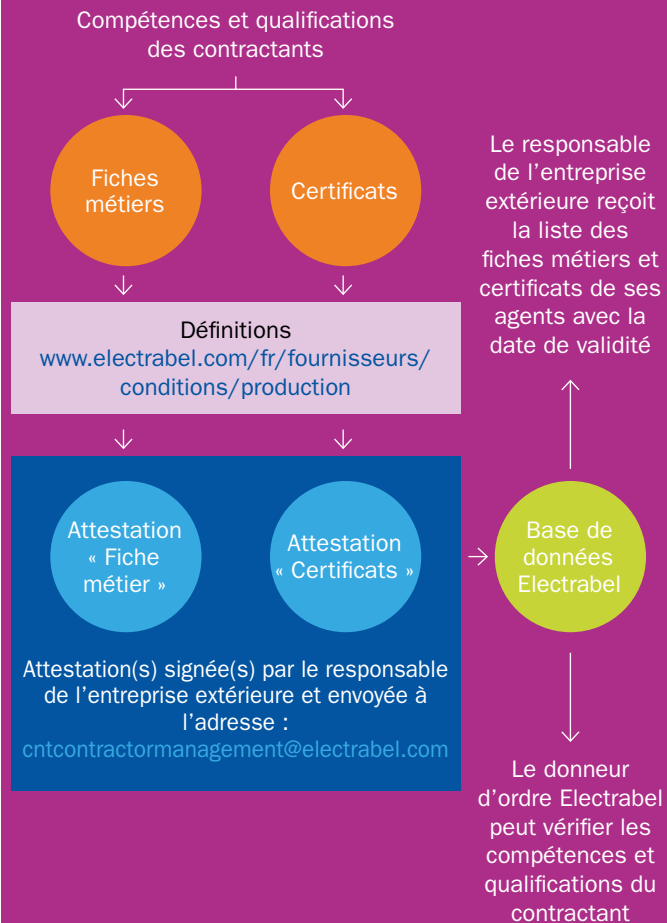 Compétences et qualifications
des contractants
Fiches
métiers
Certificats
Le responsable
de l'entreprise
extérieure reçoit
la liste des
fiches métiers et
certificats de ses
agents avec la
date de validité
Définitions
www.electrabel.com/fr/fournisseurs/
conditions/production
Attestation
« Fiche
métier »
Attestation
« Certificats »
Base de
données
Electrabel
Attestation(s) signée(s) par le responsable
de l'entreprise extérieure et envoyée à
l'adresse :
cntcontractormanagement@electrabel.com
Le donneur
d'ordre Electrabel
peut vérifier les
compétences et
qualifications du
contractant